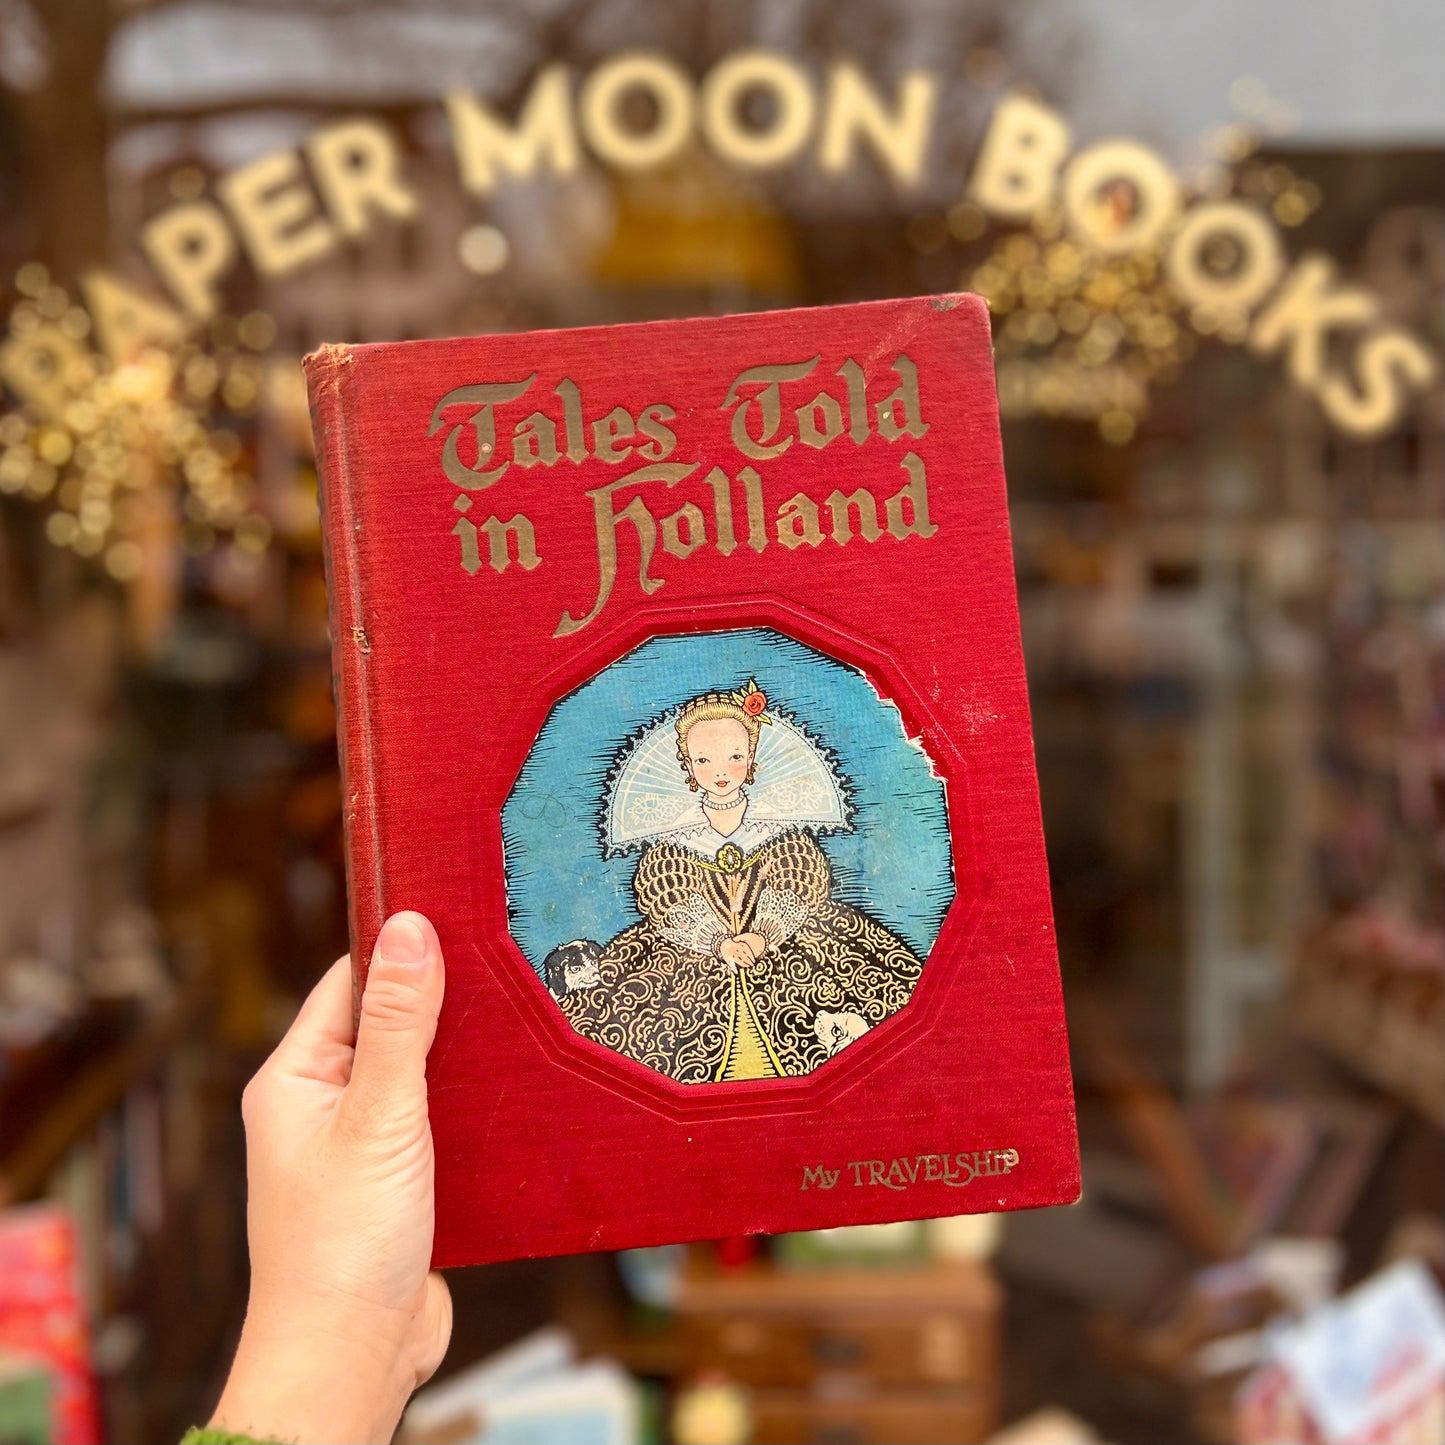 PAPER MOON BOOKS
Tales Told
in Holland
My TRAVELSHIP